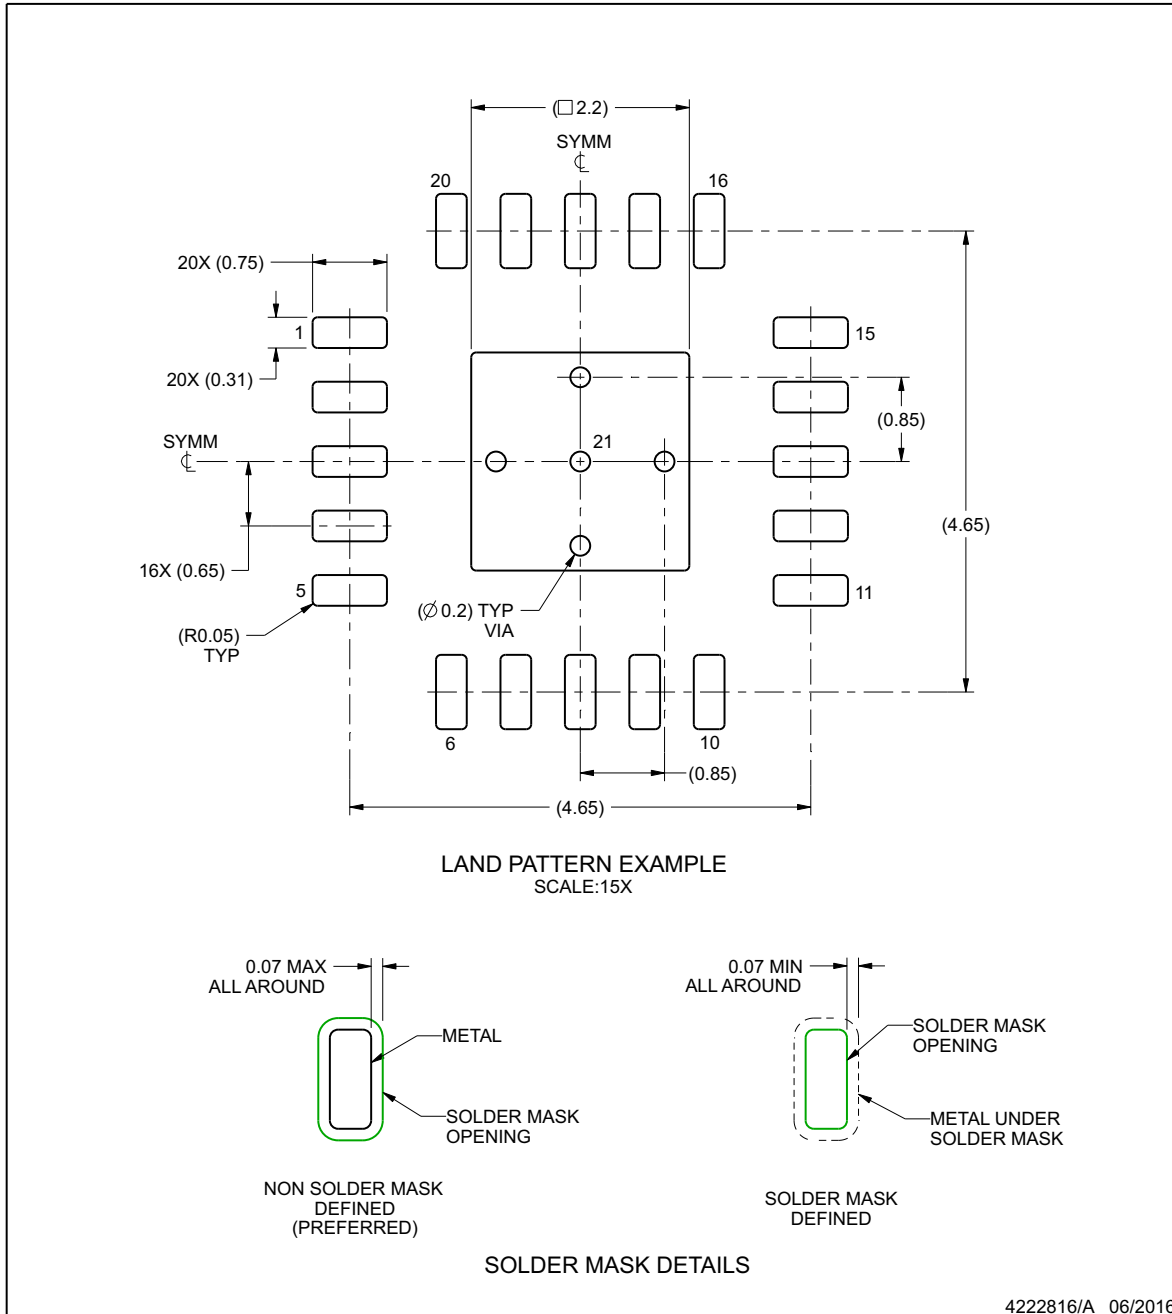 (□2.2)
SYMM
℄
20
16
20X (0.75)
1
15
20X (0.31)
(0.85)
SYMM
℄
21
(4.65)
16X (0.65)
5
11
(∅0.2) TYP
VIA
(R0.05)
TYP
6
10
(0.85)
(4.65)
LAND PATTERN EXAMPLE
SCALE:15X
0.07 MAX
ALL AROUND
METAL
SOLDER MASK
OPENING
NON SOLDER MASK
DEFINED
(PREFERRED)
0.07 MIN
ALL AROUND
SOLDER MASK
OPENING
METAL UNDER
SOLDER MASK
SOLDER MASK
DEFINED
SOLDER MASK DETAILS
4222816/A 06/2016